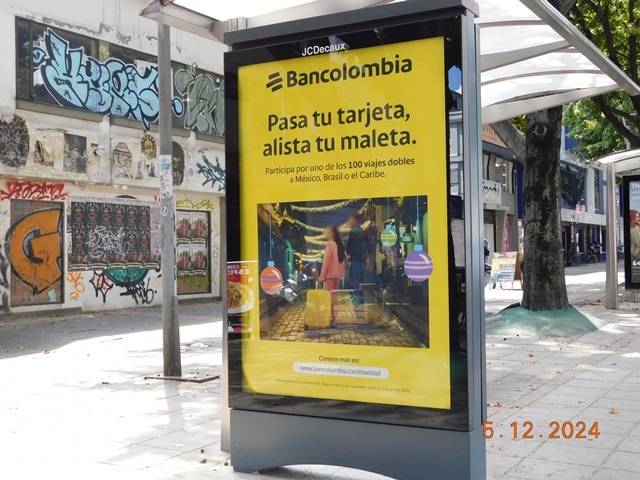 JCDecaux
Bancolombia
Pasa tu tarjeta,
alista tu maleta.
Participa por uno de los 100 viajes dobles
a México, Brasil o el Caribe.
Conoce más en:
www.bancolombia.com/navidad
G
5.12.2024